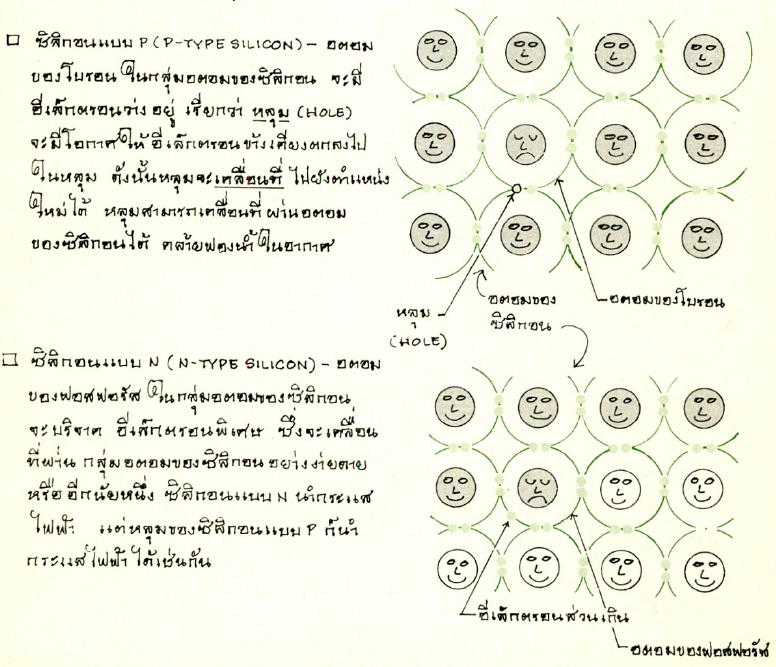 □ ซิลิกอนแบบ P (P-TYPE SILICON) – อตอม
ของโบรอน ในกลุ่มอตอมของซิลิกอน จะมี
อีเล็กตรอนว่างอยู่ เรียกว่า หลุม (HOLE)
จะมีโอกาศให้อีเล็กตรอนข้างเคียงตกลงไป
ในหลุม ดังนั้นหลุมจะเคลื่อนที่ไปยังตำแหน่ง
ใหม่ได้ หลุมสามารถเคลื่อนที่ผ่านอตอม
ของซิลิกอนได้ คล้ายฟองน้ำในอากาศ
หลุม
(HOLE)
อตอมของ
ซิลิกอน
อตอมของโบรอน
□ ซิลิกอนแบบ N (N-TYPE SILICON) – อตอม
ของฟอสฟอรัส ในกลุ่มอตอมของซิลิกอน
จะบริจาค อีเล็กตรอนพิเศษ ซึ่งจะเคลื่อน
ที่ผ่าน กลุ่มอตอมของซิลิกอน อย่างง่ายดาย
หรือ อีกนัยหนึ่ง ซิลิกอนแบบ N นำกระแส
ไฟฟ้า แต่หลุมของซิลิกอนแบบ P ก็นำ
กระแสไฟฟ้าได้เช่นกัน
อีเล็กตรอนส่วนเกิน
อตอมของฟอสฟอรัส